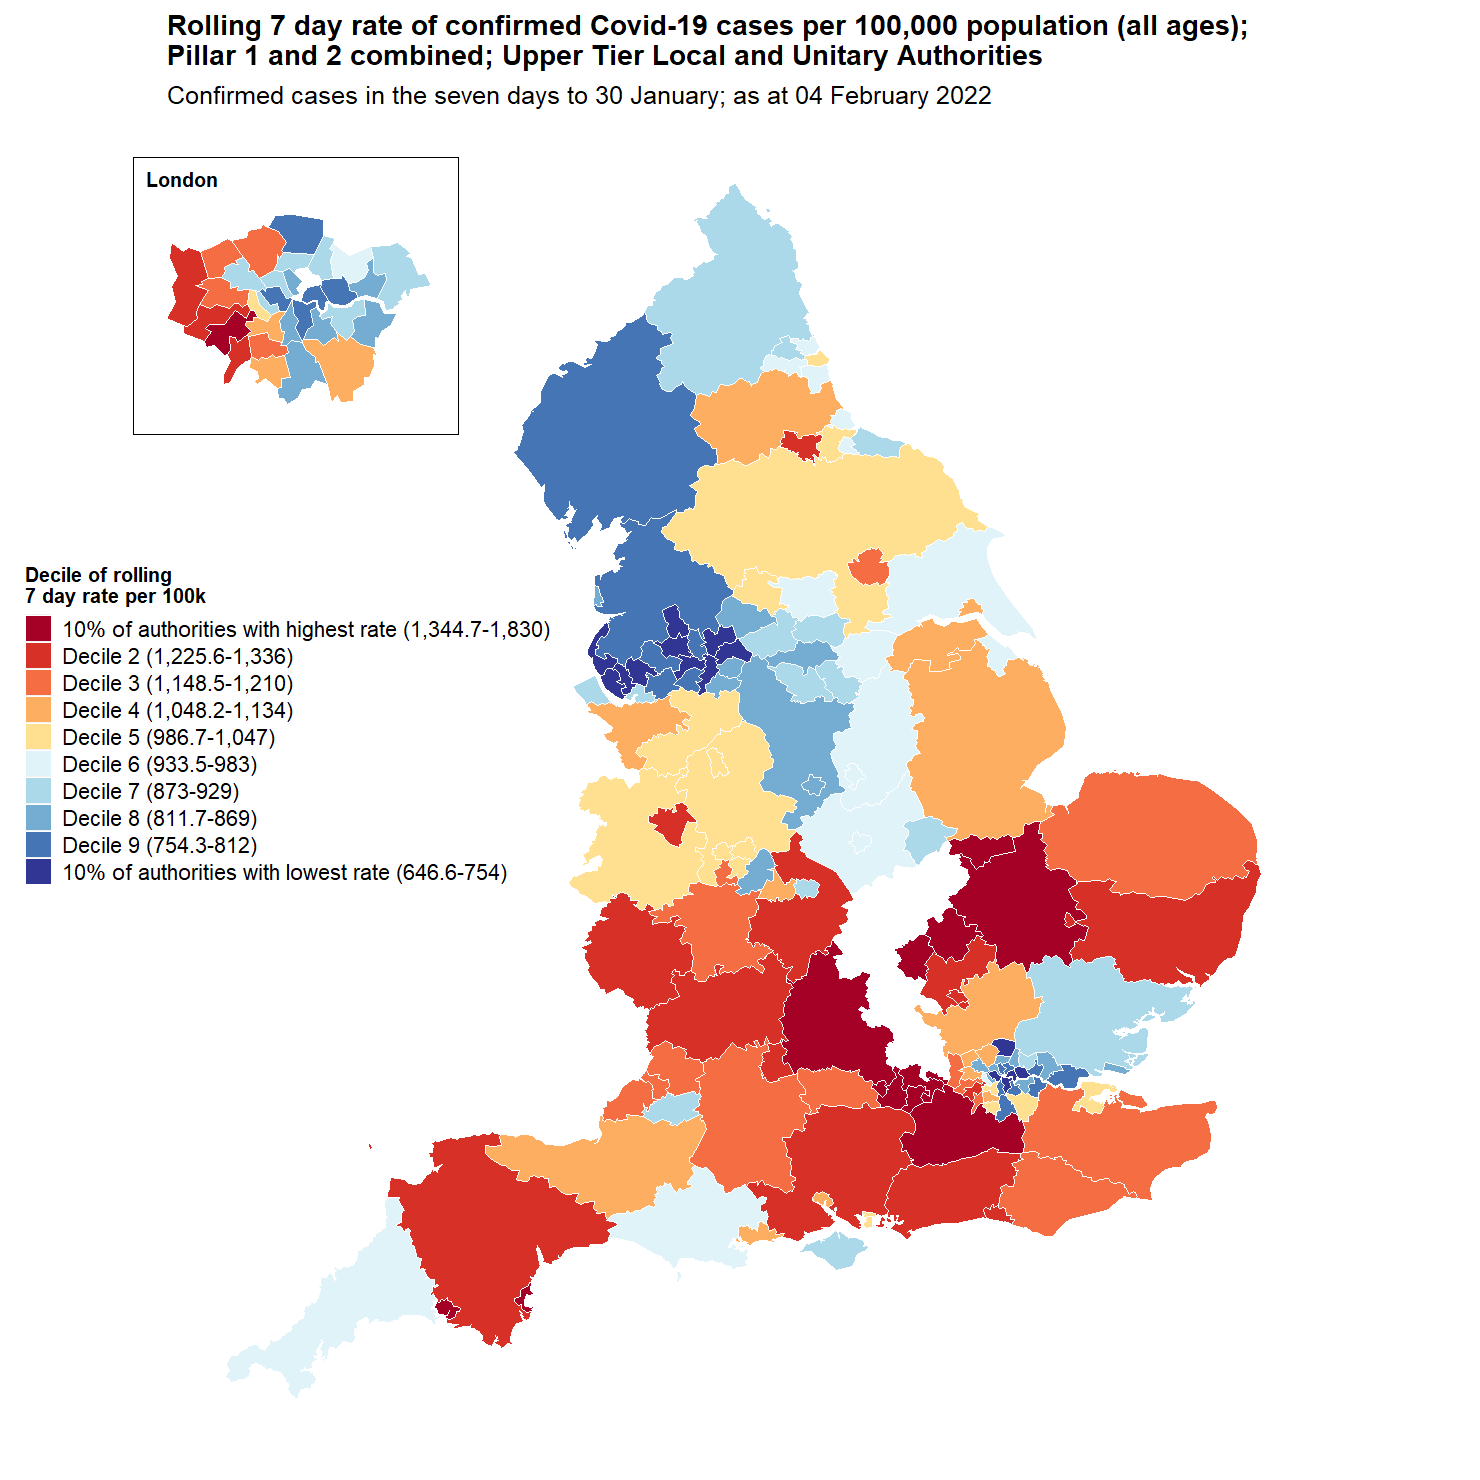 Rolling 7 day rate of confirmed Covid-19 cases per 100,000 population (all ages);
Pillar 1 and 2 combined; Upper Tier Local and Unitary Authorities
Confirmed cases in the seven days to 30 January; as at 04 February 2022
London
Decile of rolling
7 day rate per 100k
10% of authorities with highest rate (1,344.7-1,830)
Decile 2 (1,225.6-1,336)
Decile 3 (1,148.5-1,210)
Decile 4 (1,048.2-1,134)
Decile 5 (986.7-1,047)
Decile 6 (933.5-983)
Decile 7 (873-929)
Decile 8 (811.7-869)
Decile 9 (754.3-812)
10% of authorities with lowest rate (646.6-754)